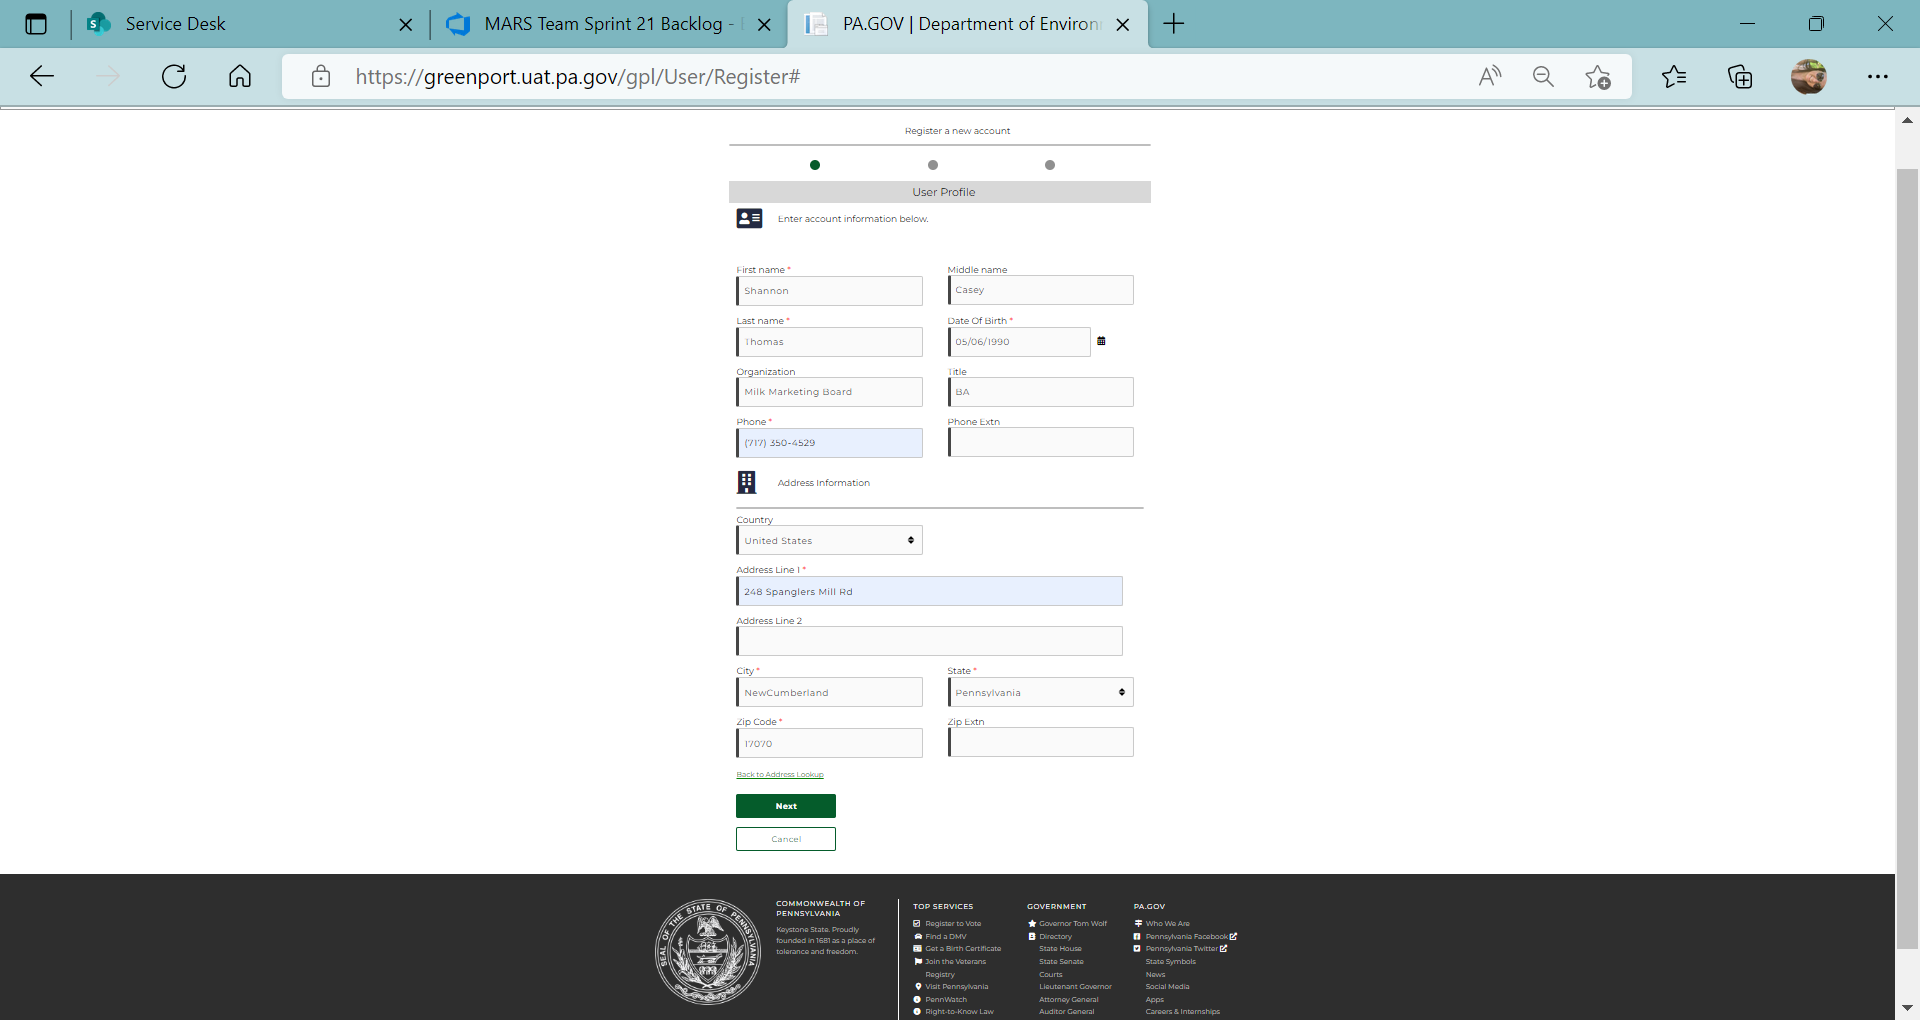 Service Desk
MARS Team Sprint 21 Backlog -
PA.GOV | Department of Environ
https://greenport.uat.pa.gov/gpl/User/Register#
Register a new account
User Profile
Enter account information below.
First name *
Middle name
Shannon
Casey
Last name *
Date Of Birth *
Thomas
05/06/1990
Organization
Title
Milk Marketing Board
BA
Phone *
Phone Extn
(717) 350-4529
Address Information
Country
United States
Address Line 1 *
248 Spanglers Mill Rd
Address Line 2
City *
State *
NewCumberland
Pennsylvania
Zip Code *
Zip Extn
17070
Back to Address Lookup
Next
Cancel
SEAL OF THE STATE OF PENNSYLVANIA
COMMONWEALTH OF
PENNSYLVANIA
Keystone State. Proudly
founded in 1681 as a place of
tolerance and freedom.
TOP SERVICES
Register to Vote
Find a DMV
Get a Birth Certificate
Join the Veterans
Registry
Visit Pennsylvania
PennWatch
Right-to-Know Law
GOVERNMENT
Governor Tom Wolf
Directory
State House
State Senate
Courts
Lieutenant Governor
Attorney General
Auditor General
PA.GOV
Who We Are
Pennsylvania Facebook
Pennsylvania Twitter
State Symbols
News
Social Media
Apps
Careers & Internships